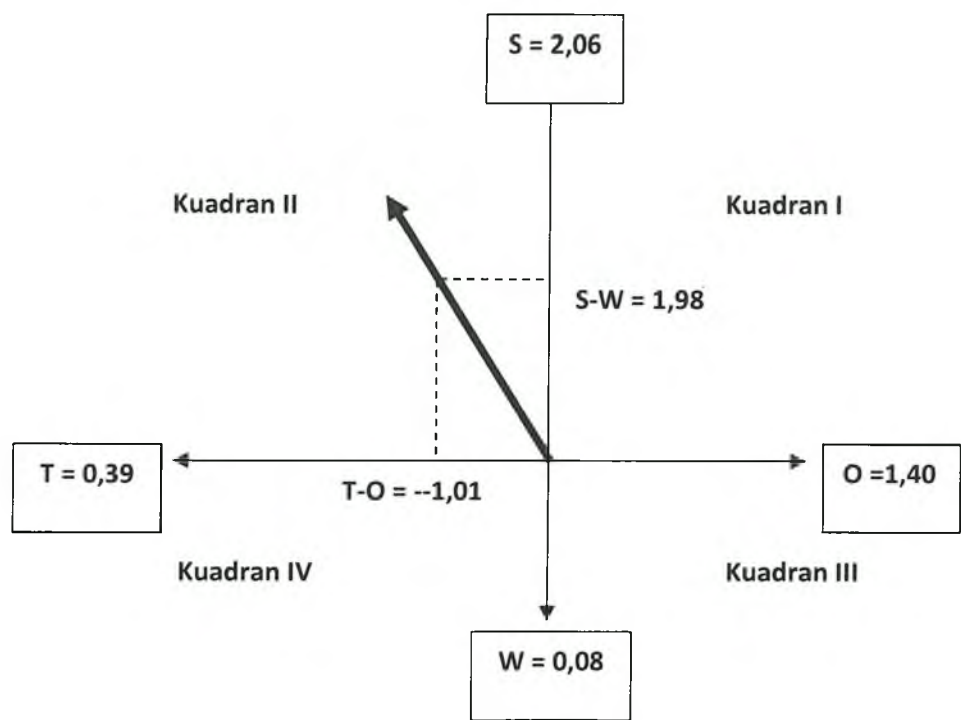 S = 2,06
Kuadran II
Kuadran I
S-W = 1,98
T = 0,39
T-O = --1,01
O =1,40
Kuadran IV
Kuadran III
W = 0,08